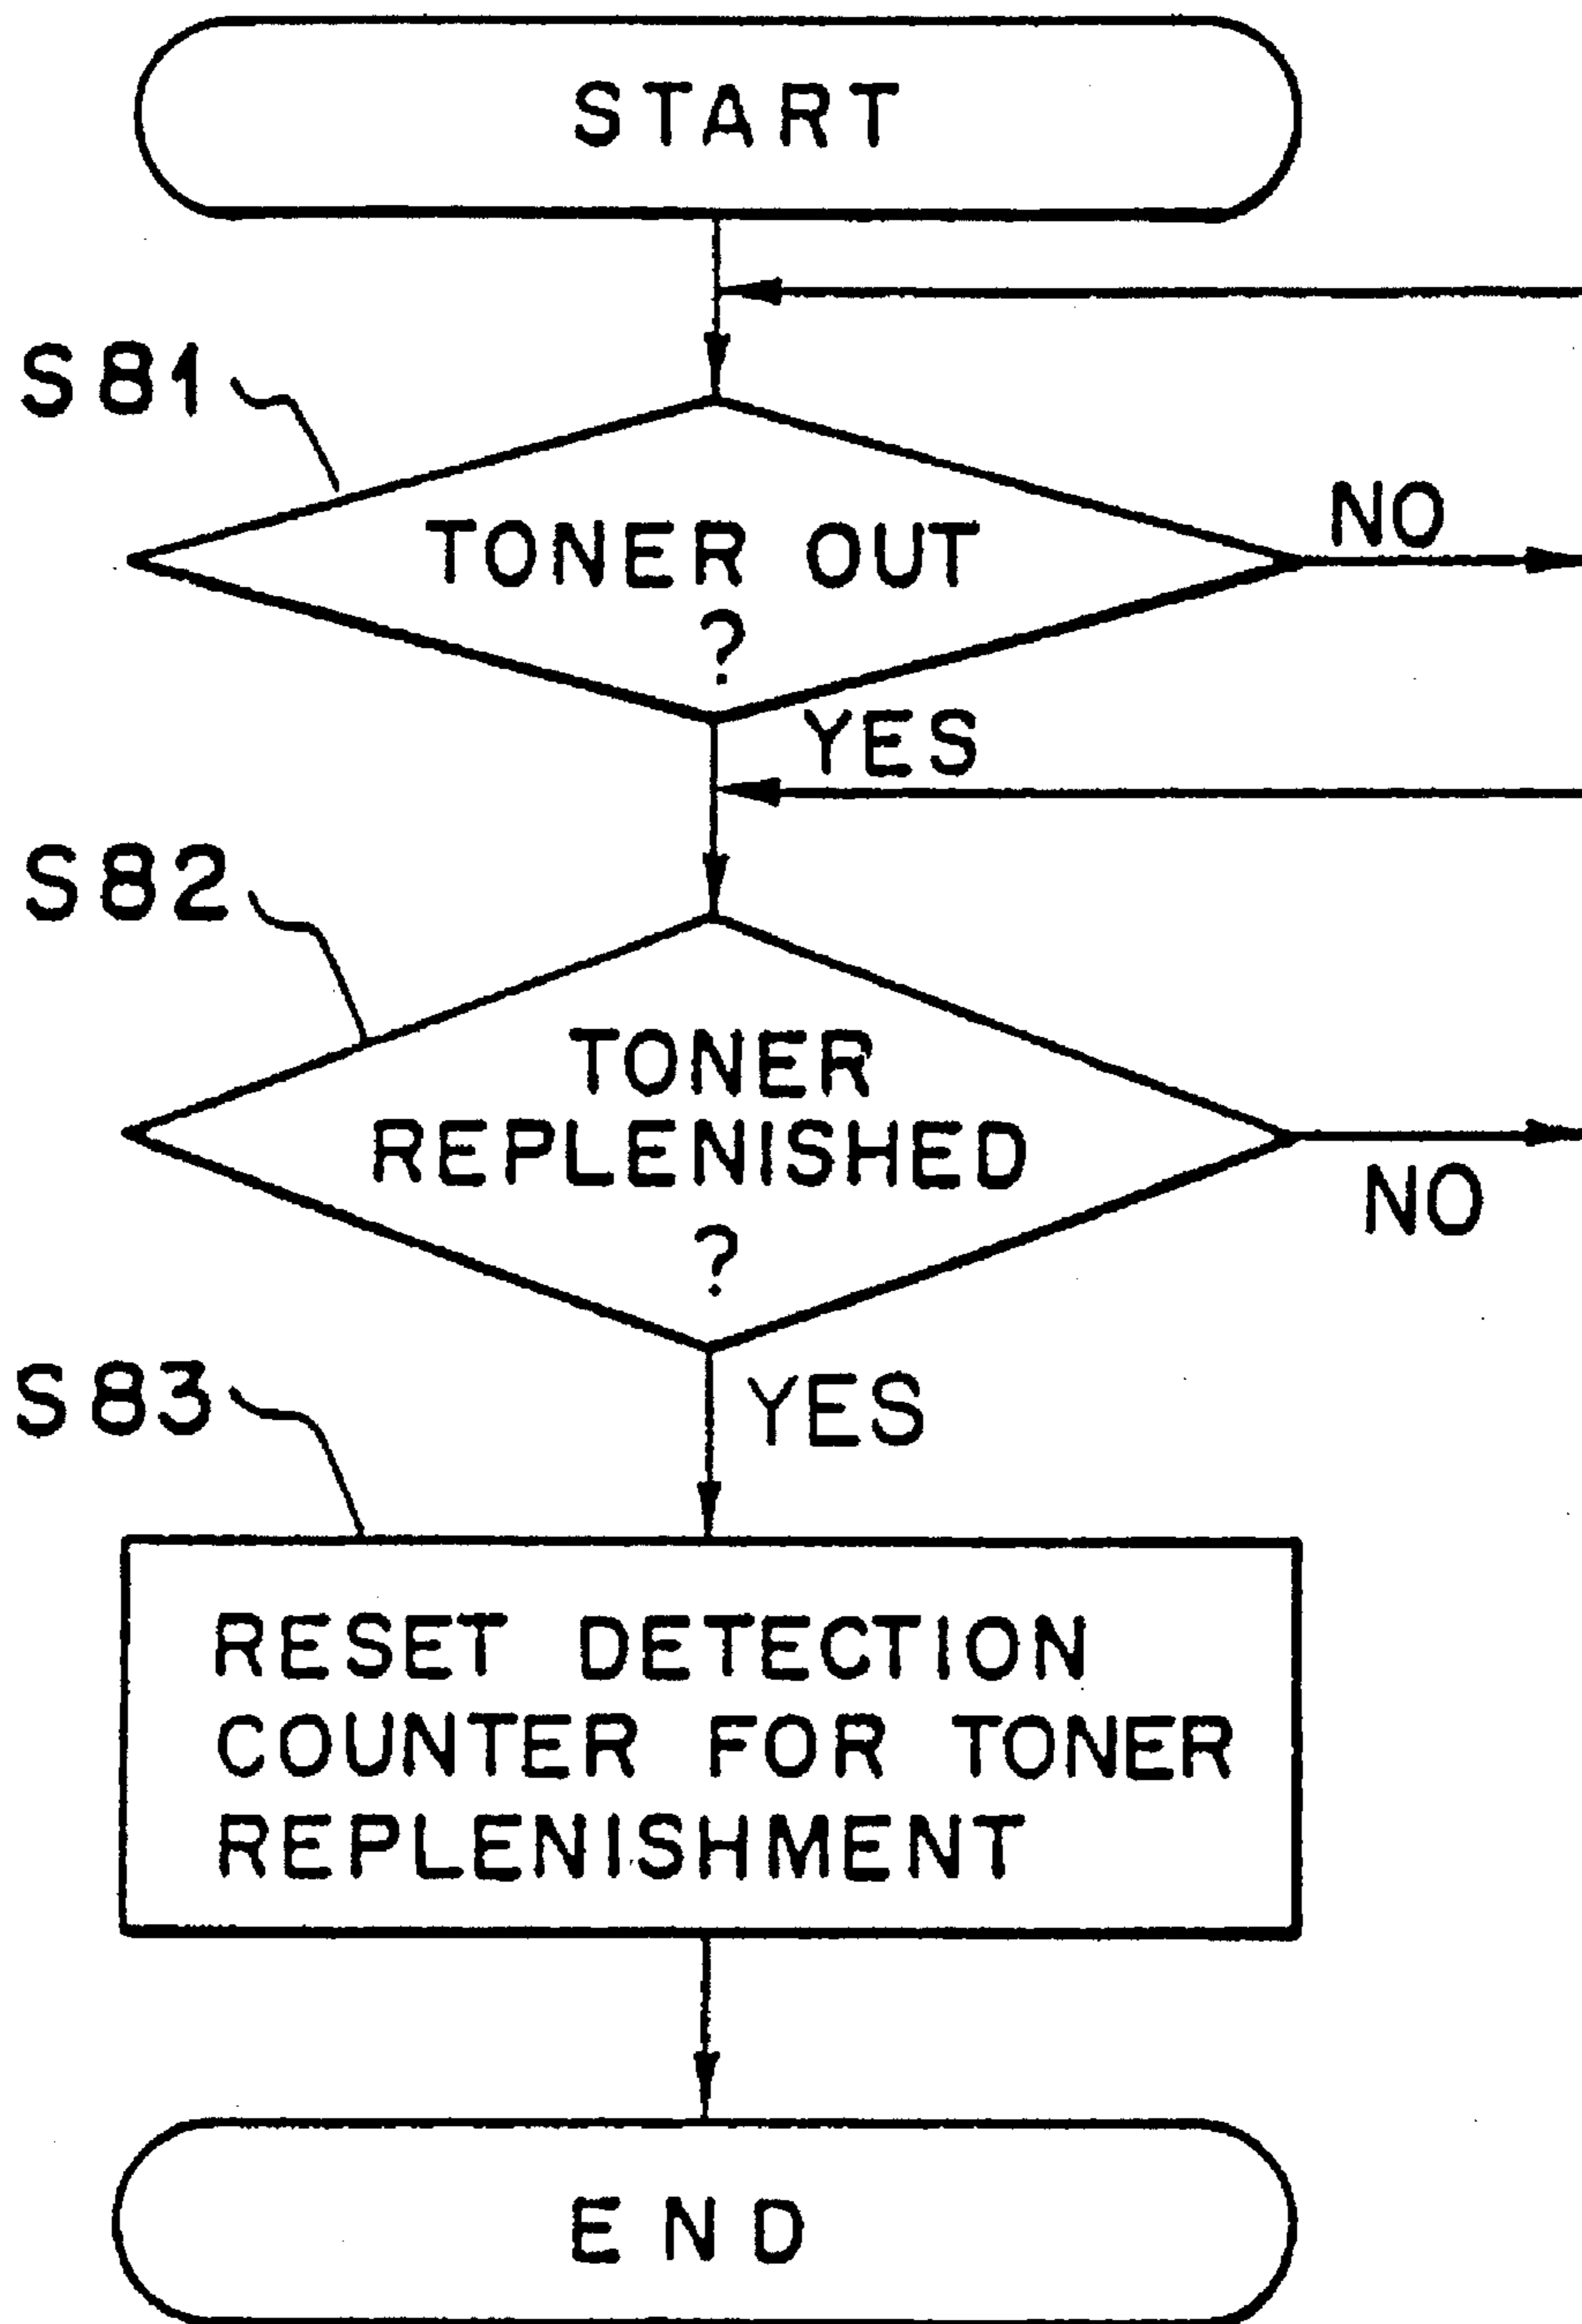 START
S81
TONER OUT
?
NO
YES
S82
TONER
REPLENISHED
?
NO
S83
YES
RESET DETECTION
COUNTER FOR TONER
REPLENISHMENT
END